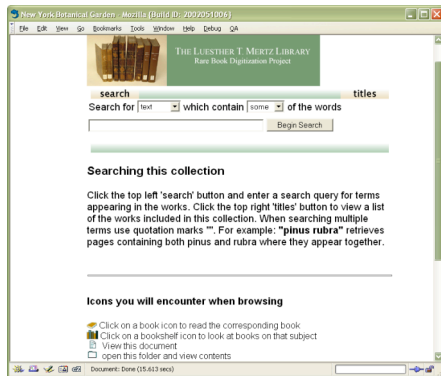 New York Botanical Garden - Mozilla {Build ID: 2002051006}
File Edit View Go Bookmarks Tools Window Help Debug QA
THE LUESTHER T MERTZ LIBRARY
Rare Book Digitization Project
search titles
Search for text which contain some of the words
Begin Search
Searching this collection
Click the top left 'search' button and enter a search query for terms
appearing in the works. Click the top right 'titles' button to view a list
of the works included in this collection. When searching multiple
terms use quotation marks "". For example: "pinus rubra" retrieves
pages containing both pinus and rubra where they appear together.
Icons you will encounter when browsing
Click on a book icon to read the corresponding book
Click on a bookshelf icon to look at books on that subject
View this document
open this folder and view contents
Document: Done (15.613 secs)